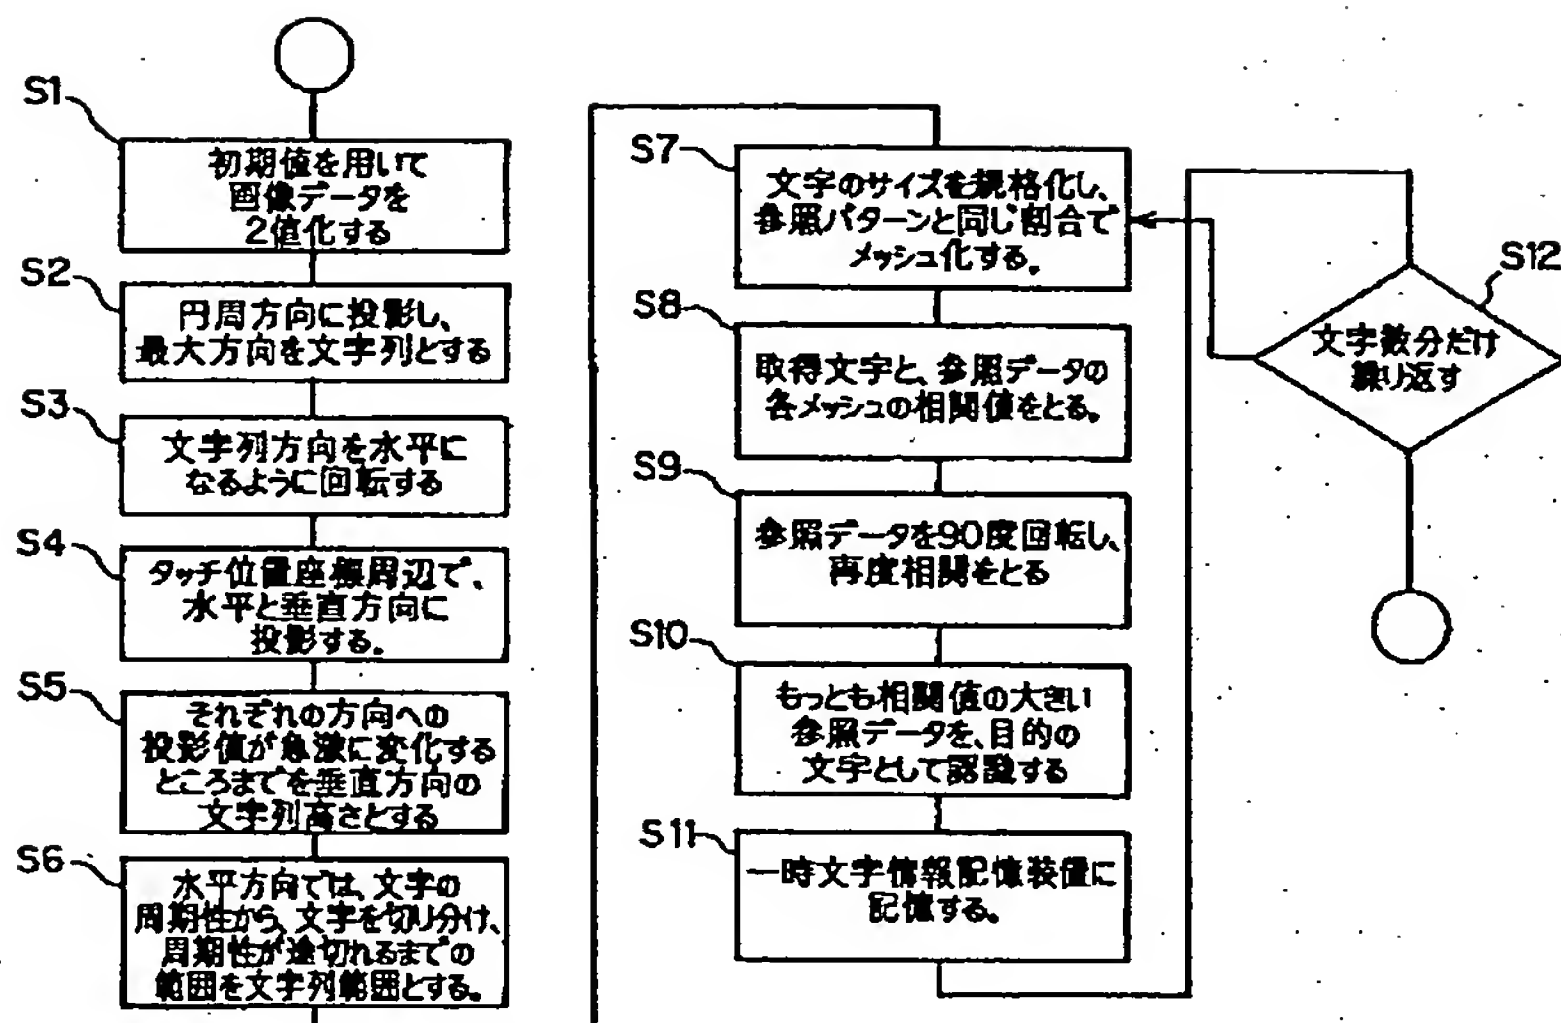 S1
初期値を用いて
画像データを
2値化する
S2
円周方向に投影し、
最大方向を文字列とする
S3
文字列方向を水平に
なるように回転する
S4
タッチ位置座標周辺で、
水平と垂直方向に
投影する。
S5
それぞれの方向への
投影値が急激に変化する
ところまでを垂直方向の
文字列高さとする
S6
水平方向では、文字の
周期性から、文字を切り分け、
周期性が途切れるまでの
範囲を文字列範囲とする。
S7
文字のサイズを規格化し、
参照パターンと同じ割合で
メッシュ化する。
S8
取得文字と、参照データの
各メッシュの相関値をとる。
S9
参照データを90度回転し、
再度相関をとる
S10
もっとも相関値の大きい
参照データを、目的の
文字として認識する
S11
一時文字情報記憶装置に
記憶する。
S12
文字数分だけ
繰り返す